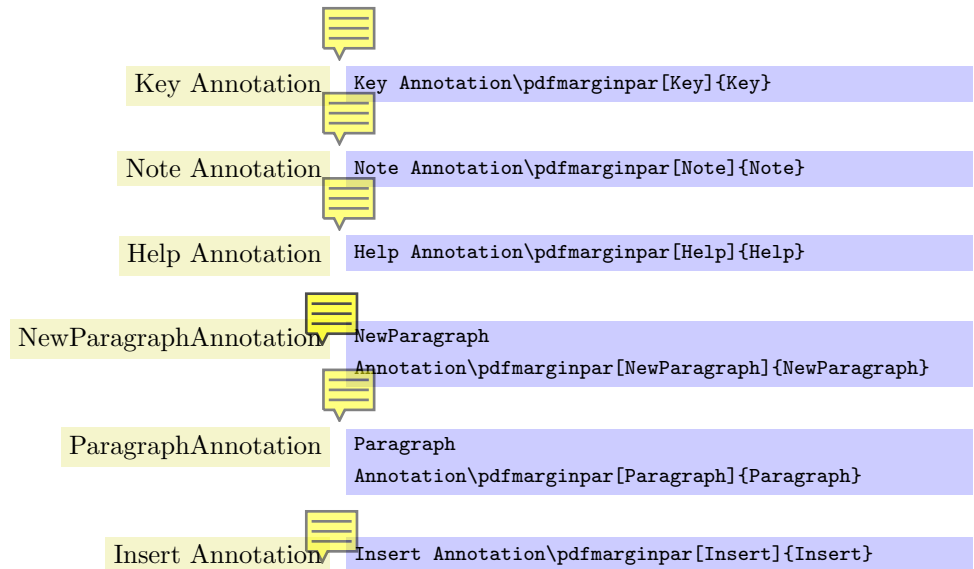 Key Annotation
Key Annotation\pdfmarginpar[Key]{Key}
Note Annotation
Note Annotation\pdfmarginpar[Note]{Note}
Help Annotation
Help Annotation\pdfmarginpar[Help]{Help}
NewParagraphAnnotation
NewParagraph
Annotation\pdfmarginpar[NewParagraph]{NewParagraph}
ParagraphAnnotation
Paragraph
Annotation\pdfmarginpar[Paragraph]{Paragraph}
Insert Annotation
Insert Annotation\pdfmarginpar[Insert]{Insert}